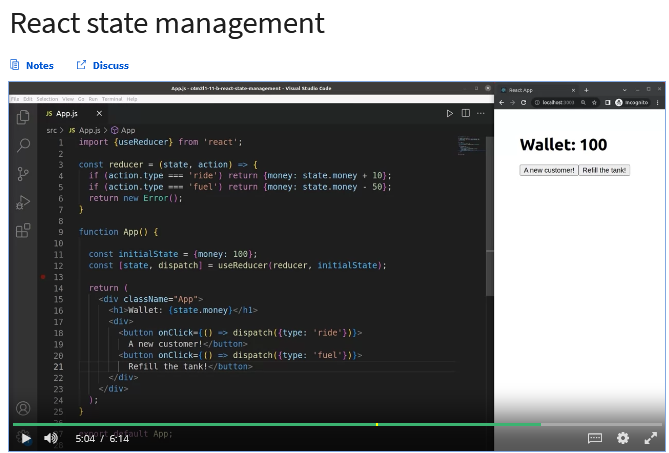 React state management
Notes
Discuss
App.js - c4m2l1-11-b-react-state-management - Visual Studio Code
File Edit Selection View Go Run Terminal Help
JS App.js ×
src > JS App.js > App
1 import {useReducer} from 'react';
2
3 const reducer = (state, action) => {
4 if (action.type === 'ride') return {money: state.money + 10};
5 if (action.type === 'fuel') return {money: state.money - 50};
6 return new Error();
7 }
8
9 function App() {
10
11 const initialState = {money: 100};
12 const [state, dispatch] = useReducer(reducer, initialState);
13
14 return (
15 <div className="App">
16 <h1>Wallet: {state.money}</h1>
17 <div>
18 <button onClick={() => dispatch({type: 'ride'})}>
19 A new customer!</button>
20 <button onClick={() => dispatch({type: 'fuel'})}>
21 Refill the tank!</button>
22 </div>
23 </div>
24 );
25 }
export default App;
React App
localhost:3000
Incognito
Wallet: 100
A new customer! Refill the tank!
5:04 / 6:14